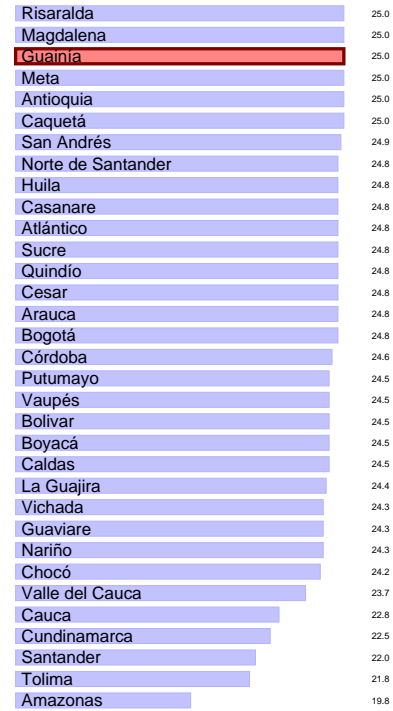 Risaralda 25.0
Magdalena 25.0
Guainía 25.0
Meta 25.0
Antioquia 25.0
Caquetá 25.0
San Andrés 24.9
Norte de Santander 24.8
Huila 24.8
Casanare 24.8
Atlántico 24.8
Sucre 24.8
Quindío 24.8
Cesar 24.8
Arauca 24.8
Bogotá 24.8
Córdoba 24.6
Putumayo 24.5
Vaupés 24.5
Bolivar 24.5
Boyacá 24.5
Caldas 24.5
La Guajira 24.4
Vichada 24.3
Guaviare 24.3
Nariño 24.3
Chocó 24.2
Valle del Cauca 23.7
Cauca 22.8
Cundinamarca 22.5
Santander 22.0
Tolima 21.8
Amazonas 19.8